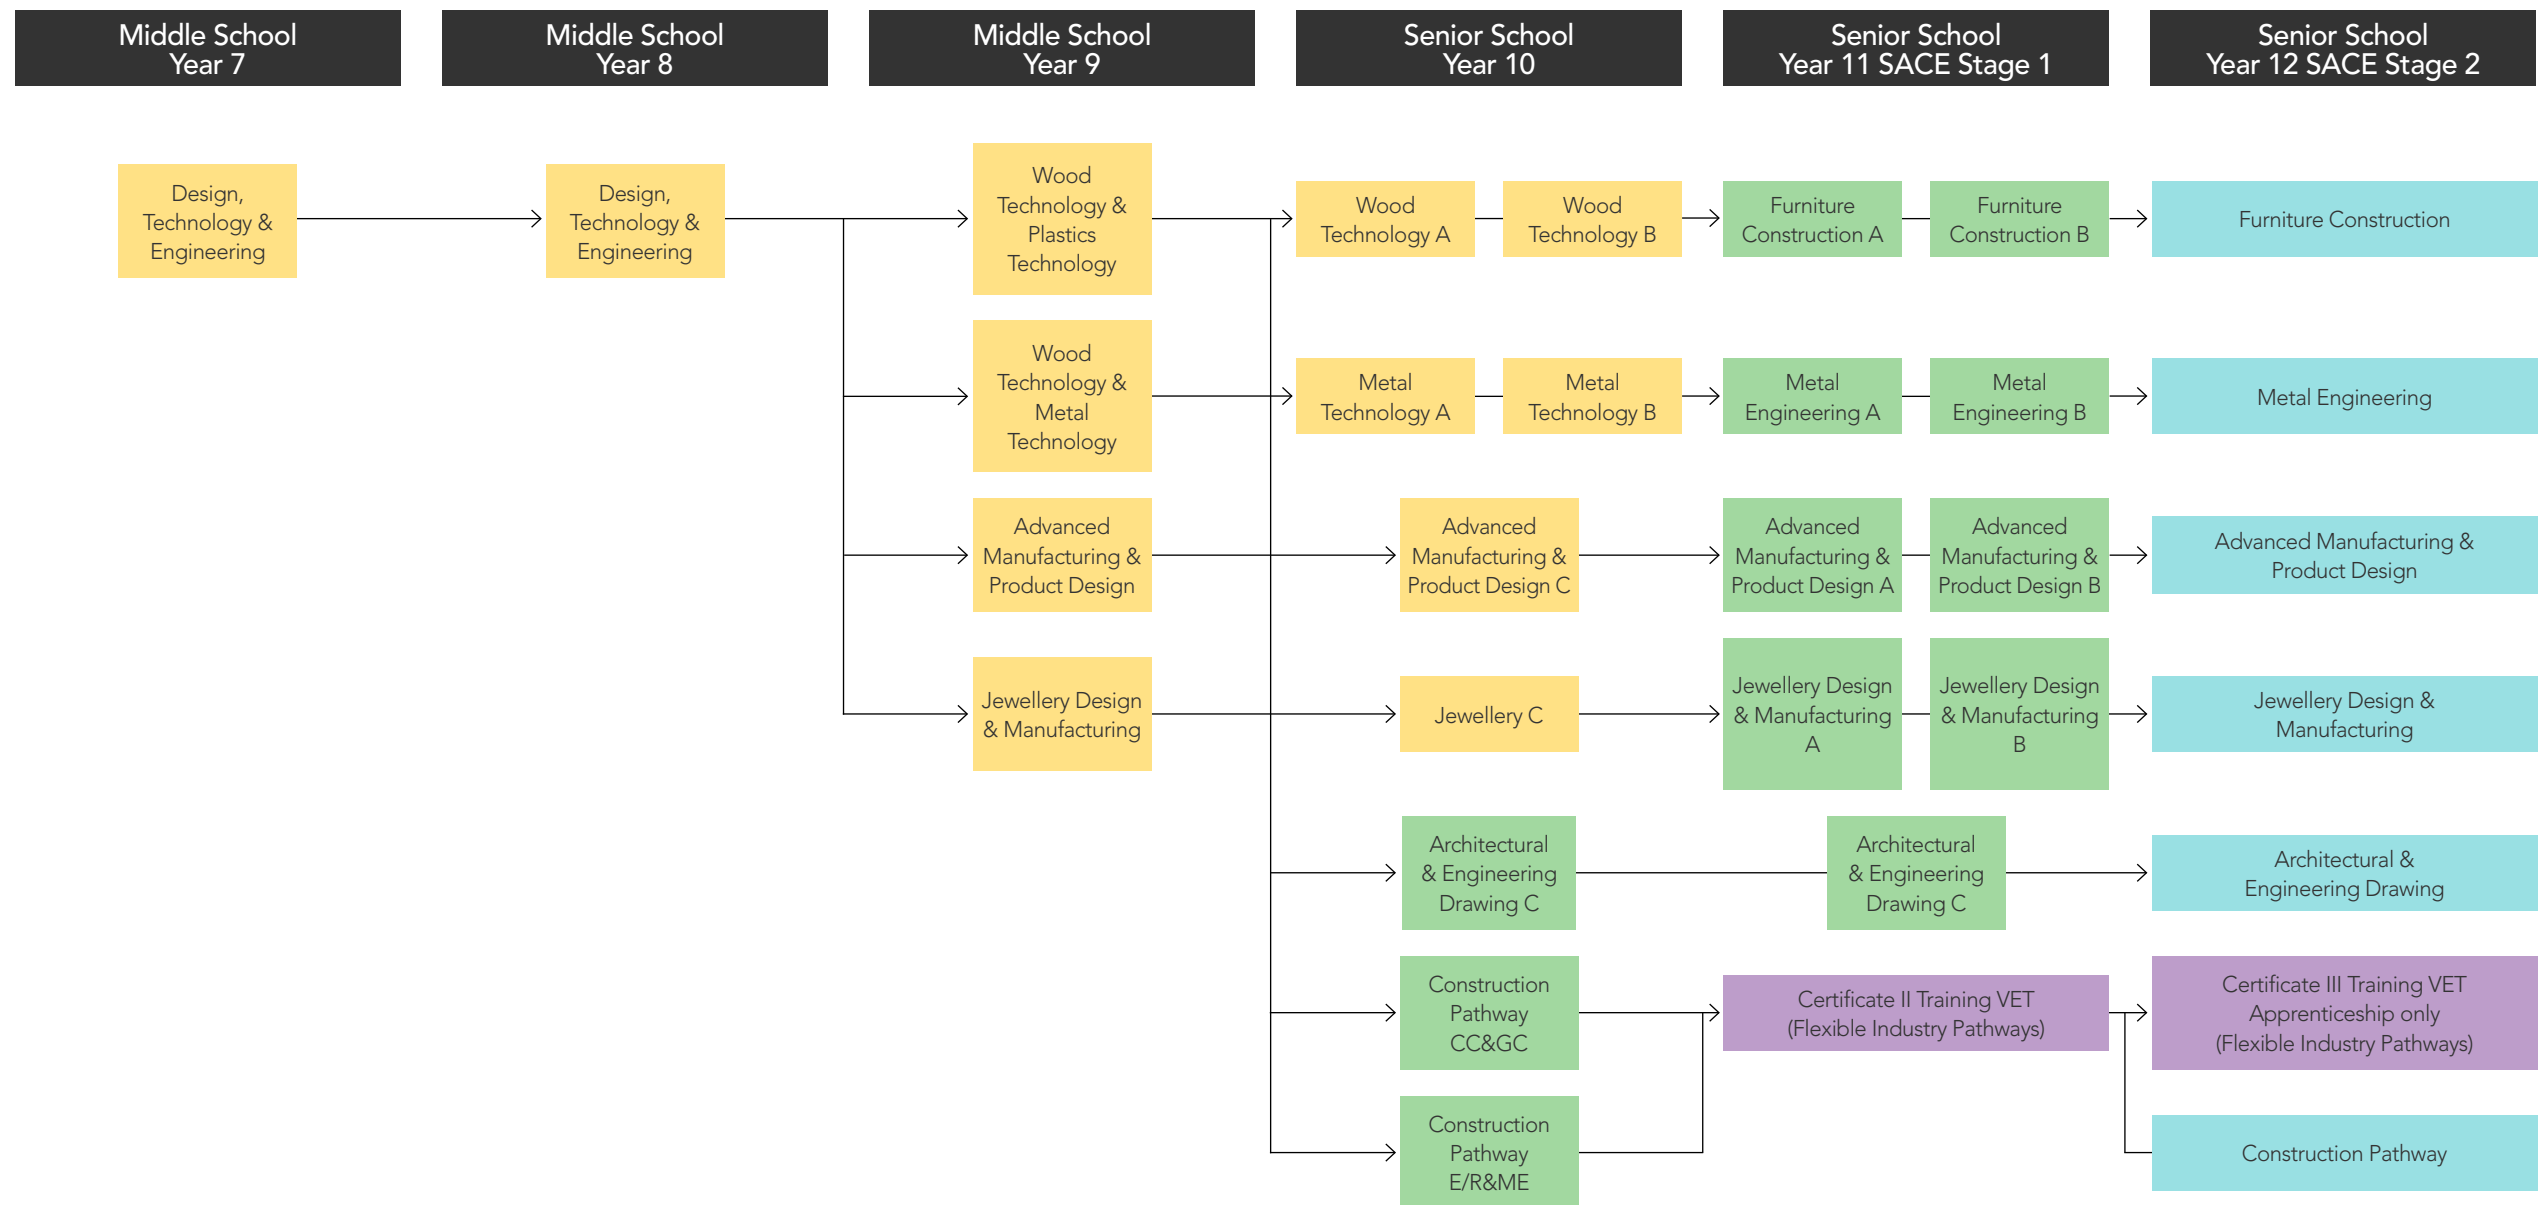 Middle School
Year 7
Middle School
Year 8
Middle School
Year 9
Senior School
Year 10
Senior School
Year 11 SACE Stage 1
Senior School
Year 12 SACE Stage 2
Design,
Technology &
Engineering
Design,
Technology &
Engineering
Wood
Technology &
Plastics
Technology
Wood
Technology A
Wood
Technology B
Furniture
Construction A
Furniture
Construction B
Furniture Construction
Wood
Technology &
Metal
Technology
Metal
Technology A
Metal
Technology B
Metal
Engineering A
Metal
Engineering B
Metal Engineering
Advanced
Manufacturing &
Product Design
Advanced
Manufacturing &
Product Design C
Advanced
Manufacturing &
Product Design A
Advanced
Manufacturing &
Product Design B
Advanced Manufacturing &
Product Design
Jewellery Design
& Manufacturing
Jewellery C
Jewellery Design
& Manufacturing
A
Jewellery Design
& Manufacturing
B
Jewellery Design &
Manufacturing
Architectural
& Engineering
Drawing C
Architectural
& Engineering
Drawing C
Architectural &
Engineering Drawing
Construction
Pathway
CC&GC
Certificate II Training VET
(Flexible Industry Pathways)
Certificate III Training VET
Apprenticeship only
(Flexible Industry Pathways)
Construction
Pathway
E/R&ME
Construction Pathway